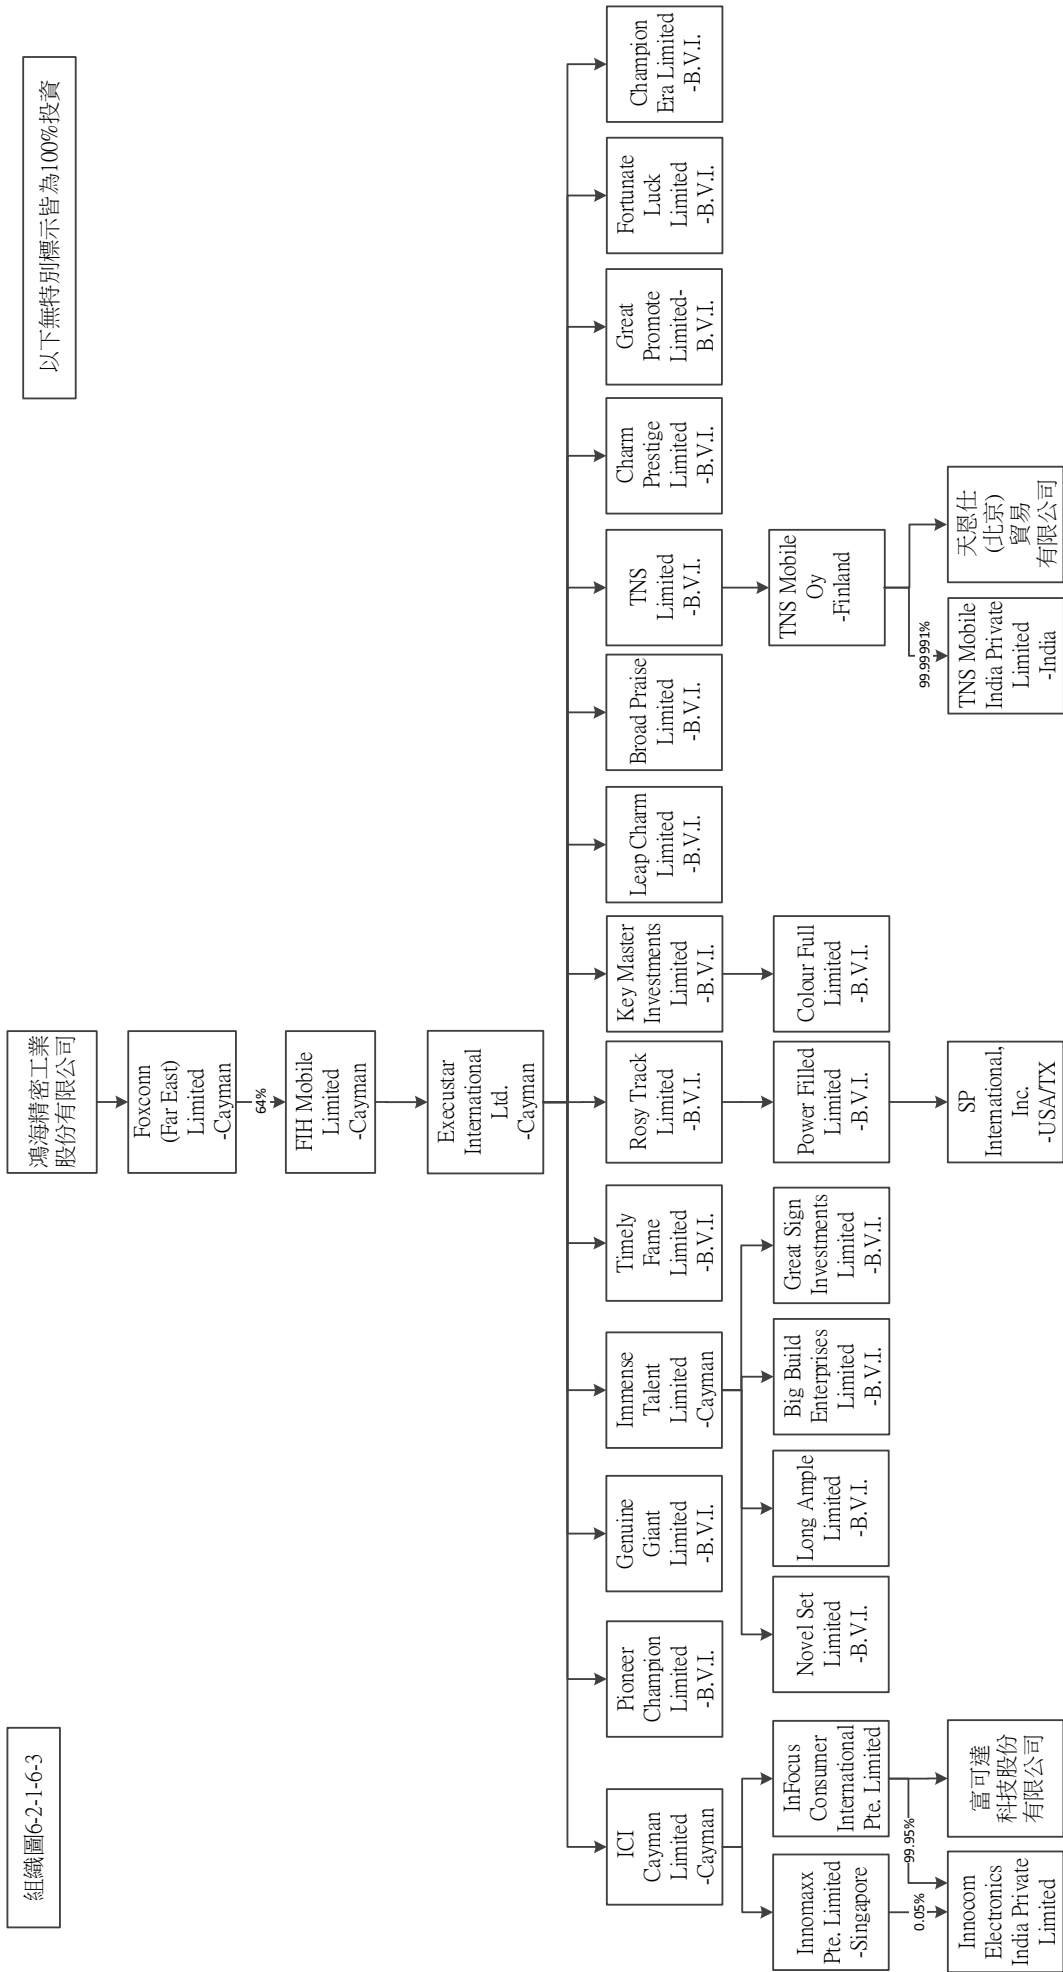 組織圖6-2-1-6-3
以下無特別標示皆為100%投資
鴻海精密工業
股份有限公司
Foxconn
(Far East)
Limited
-Cayman
64%
FIH Mobile
Limited
-Cayman
Execustar
International
Ltd.
-Cayman
ICI
Cayman
Limited
-Cayman
Pioneer
Champion
Limited
-B.V.I.
Genuine
Giant
Limited
-B.V.I.
Immense
Talent
Limited
-Cayman
Timely
Fame
Limited
-B.V.I.
Rosy Track
Limited
-B.V.I.
Key Master
Investments
Limited
-B.V.I.
Leap Charm
Limited
-B.V.I.
Broad Praise
Limited
-B.V.I.
TNS
Limited
-B.V.I.
Charm
Prestige
Limited
-B.V.I.
Great
Promote
Limited-
B.V.I.
Fortunate
Luck
Limited
-B.V.I.
Champion
Era Limited
-B.V.I.
Innomaxx
Pte. Limited
-Singapore
InFocus
Consumer
International
Pte. Limited
Novel Set
Limited
-B.V.I.
Long Ample
Limited
-B.V.I.
Big Build
Enterprises
Limited
-B.V.I.
Great Sign
Investments
Limited
-B.V.I.
Power Filled
Limited
-B.V.I.
Colour Full
Limited
-B.V.I.
TNS Mobile
Oy
-Finland
0.05%
99.95%
99.99991%
Innocom
Electronics
India Private
Limited
富可達
科技股份
有限公司
SP
International,
Inc.
-USA/TX
TNS Mobile
India Private
Limited
-India
天恩仕
(北京)
貿易
有限公司